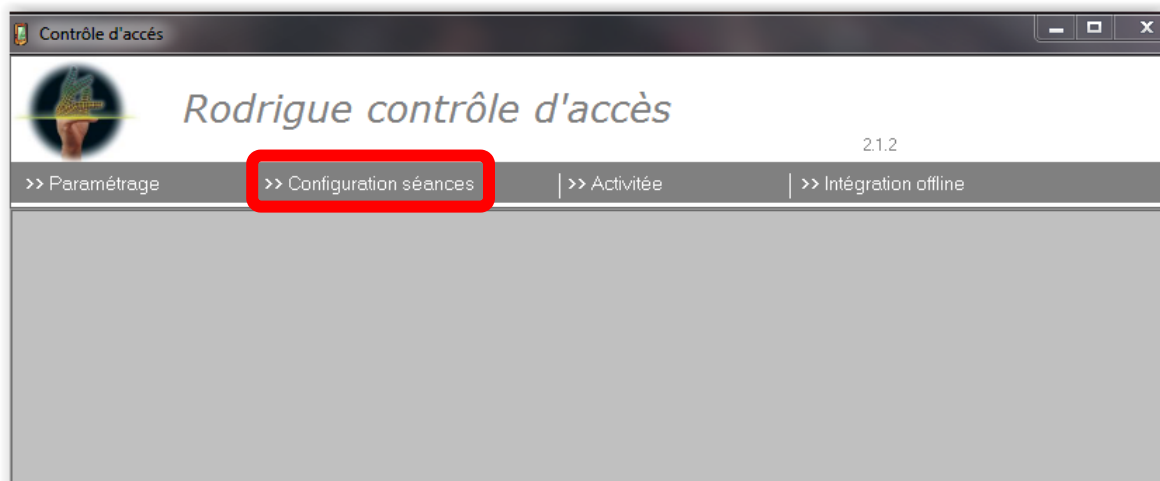 Contrôle d'accés
Rodrigue contrôle d'accès
2.1.2
>> Paramétrage >> Configuration séances >> Activitée >> Intégration offline